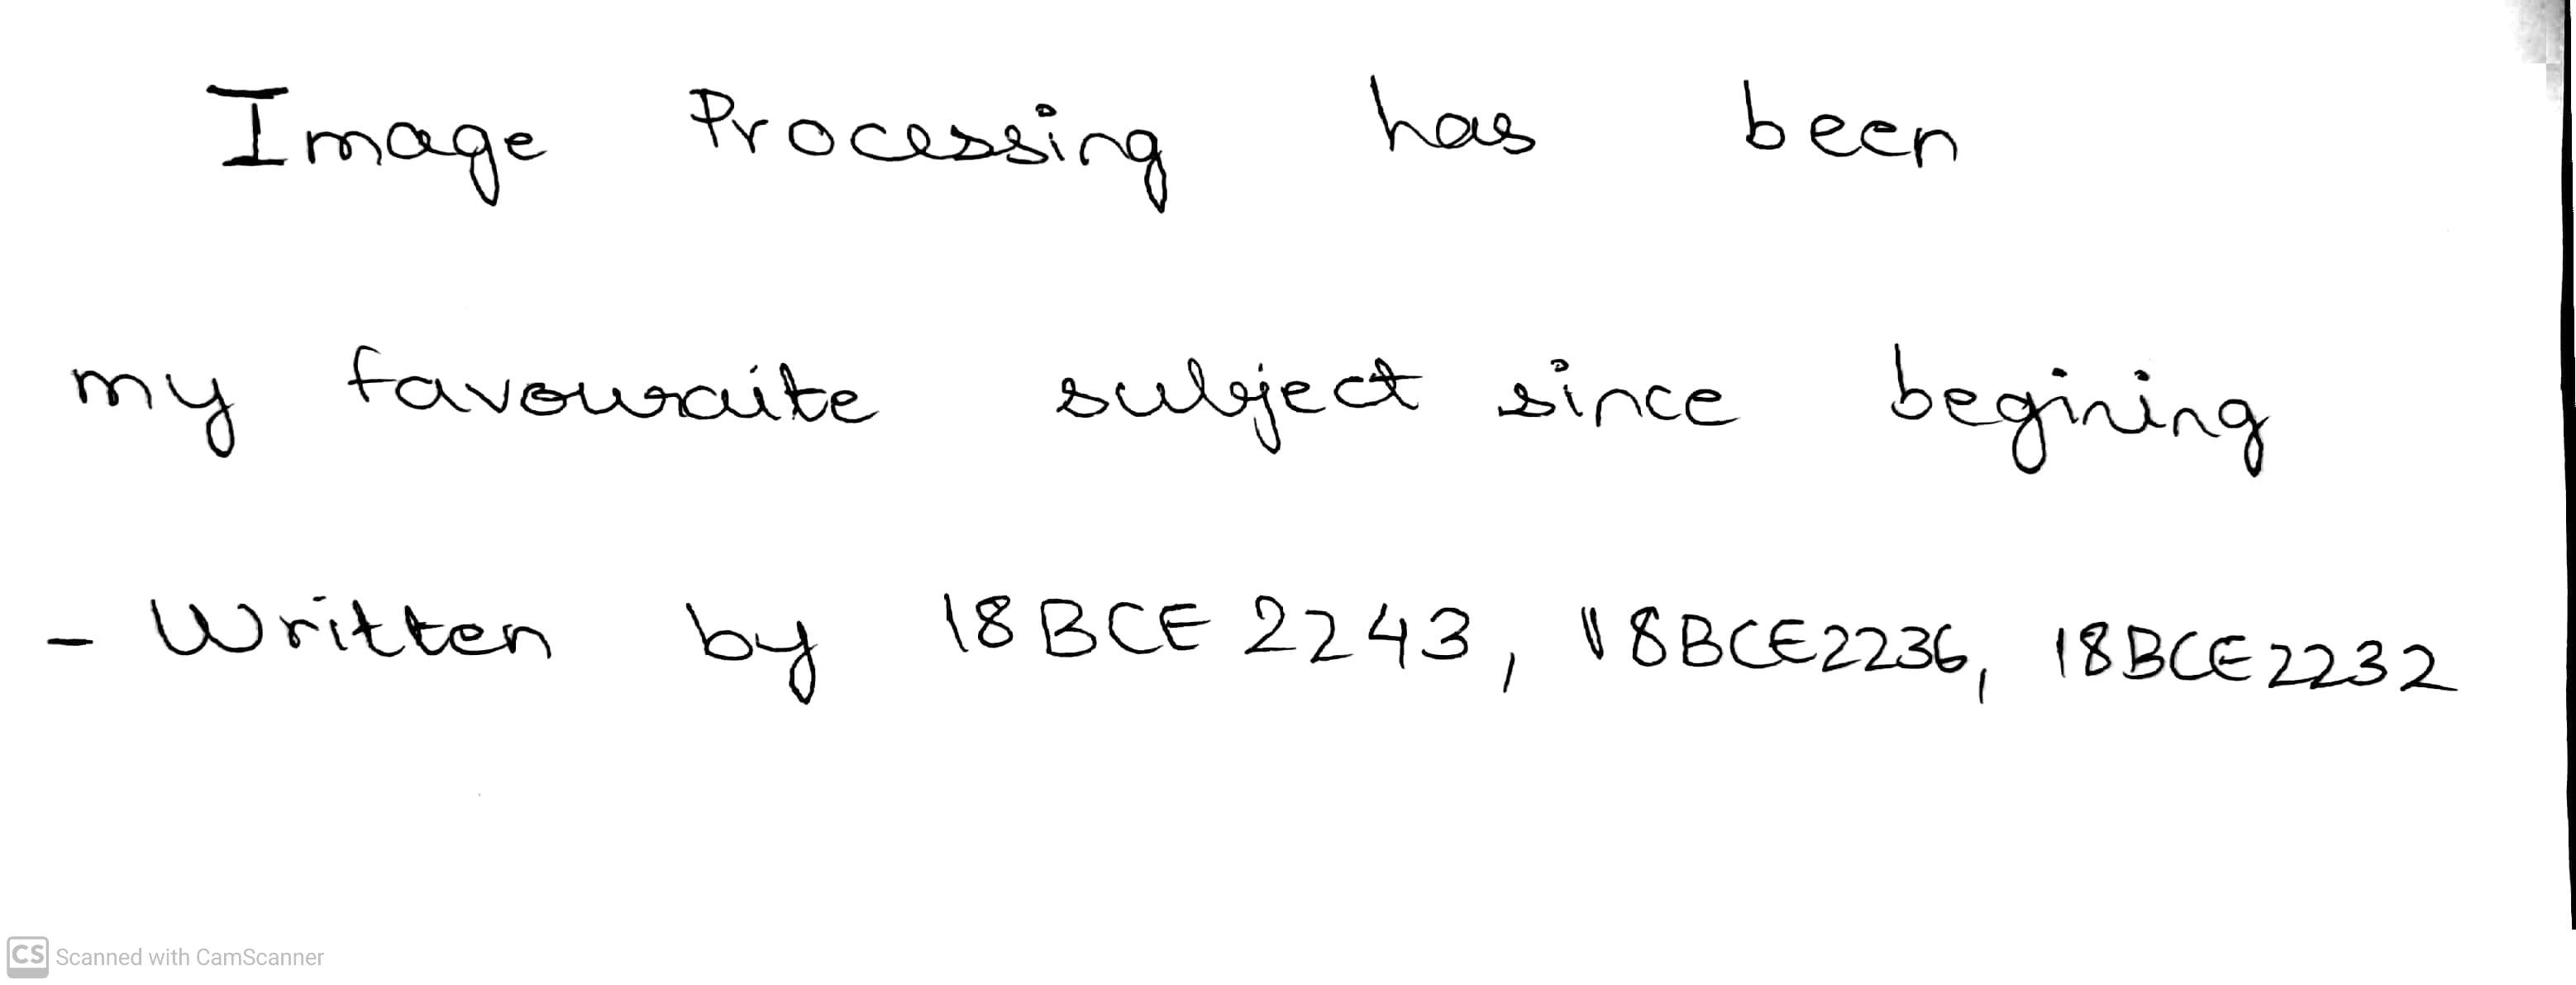 Image Processing has been
my favouraite subject since begining
- Written by 18BCE2243, 18BCE2236, 18BCE2232
CS Scanned with CamScanner